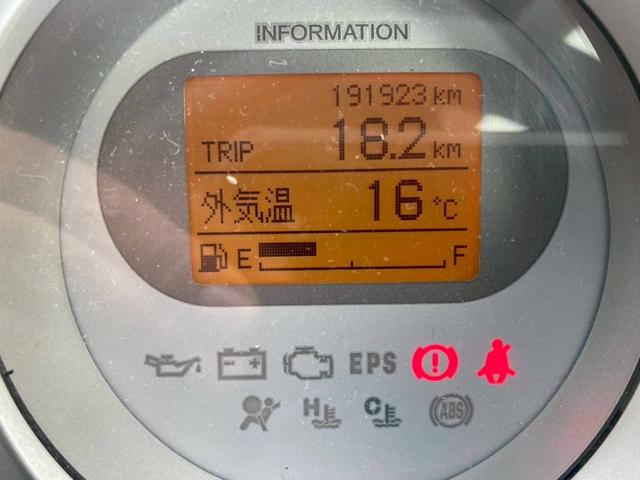 INFORMATION
191923 km
TRIP 18.2 km
外気温 16 °C
E F
EPS
H C ABS